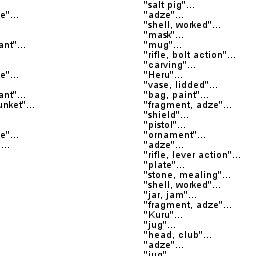 "salt pig"...
e"... "adze"...
"shell, worked"...
"mask"...
ant"... "mug"...
"rifle, bolt action"...
"carving"...
e"... "Heru"...
"vase, lidded"...
ant"... "bag, paint"...
unket"... "fragment, adze"...
"shield"...
"pistol"...
e"... "ornament"...
... "adze"...
"rifle, lever action"...
"plate"...
"stone, mealing"...
"shell, worked"...
"jar, jam"...
"fragment, adze"...
"Kuru"...
"jug"...
"head, club"...
"adze"...
"jug"